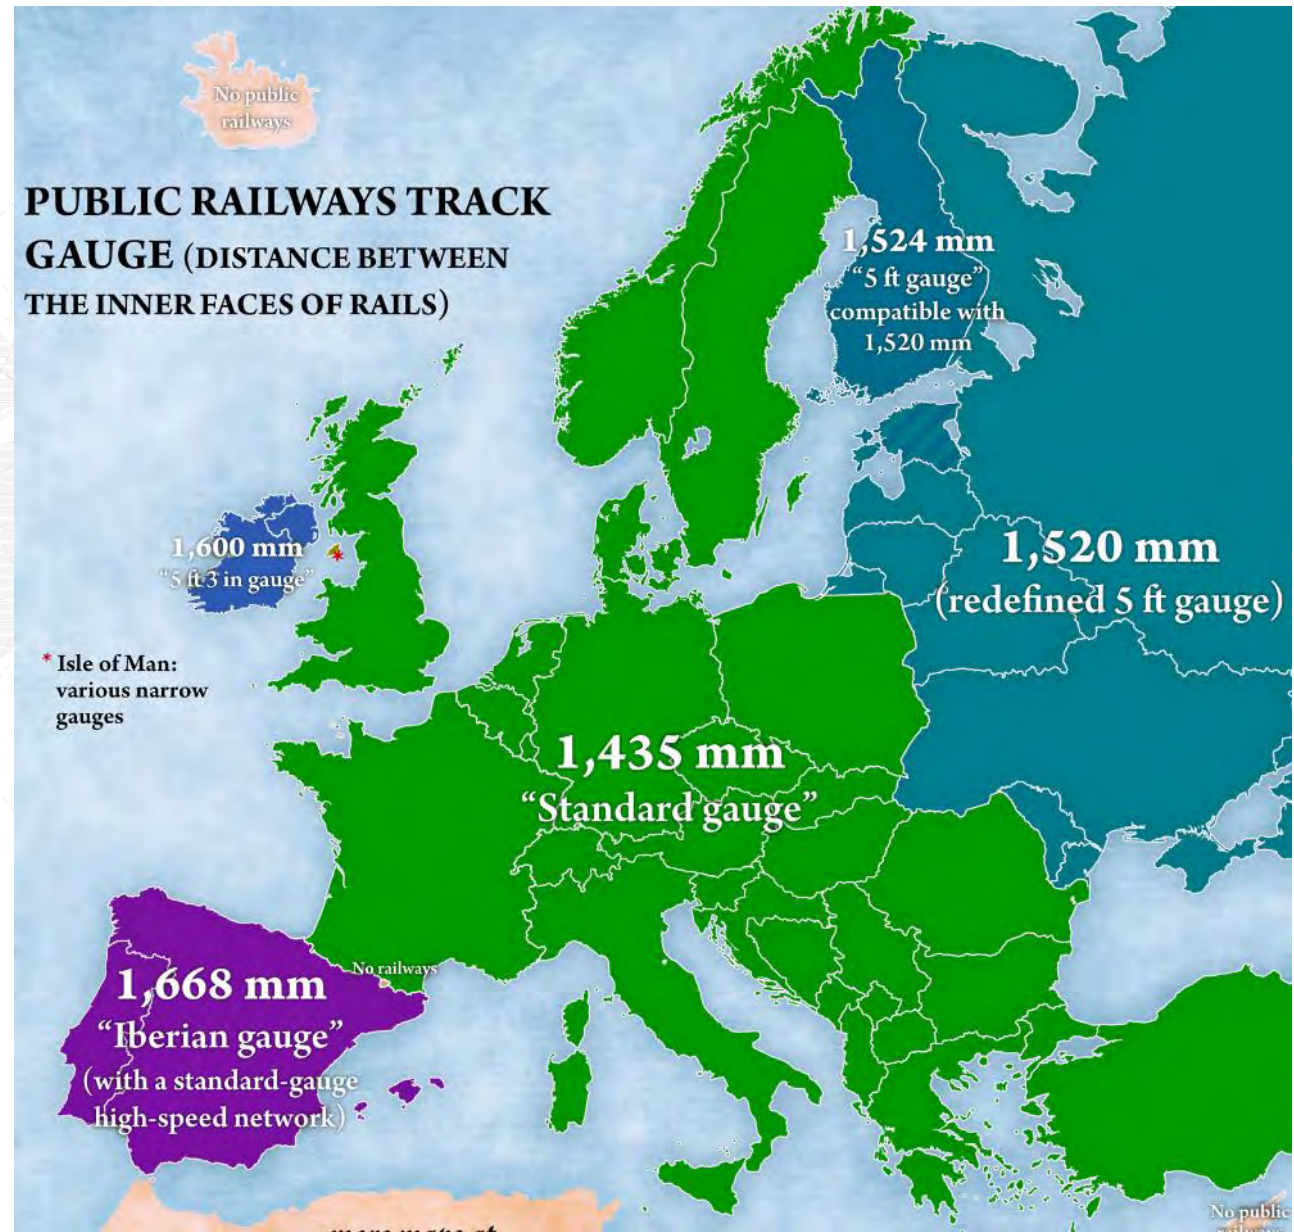 No public
railways
PUBLIC RAILWAYS TRACK
GAUGE (DISTANCE BETWEEN
THE INNER FACES OF RAILS)
1,524 mm
“5 ft gauge”
compatible with
1,520 mm
1,600 mm
“5 ft 3 in gauge”
*
1,520 mm
(redefined 5 ft gauge)
* Isle of Man:
various narrow
gauges
1,435 mm
“Standard gauge”
No railways
1,668 mm
“Iberian gauge”
(with a standard-gauge
high-speed network)
No public